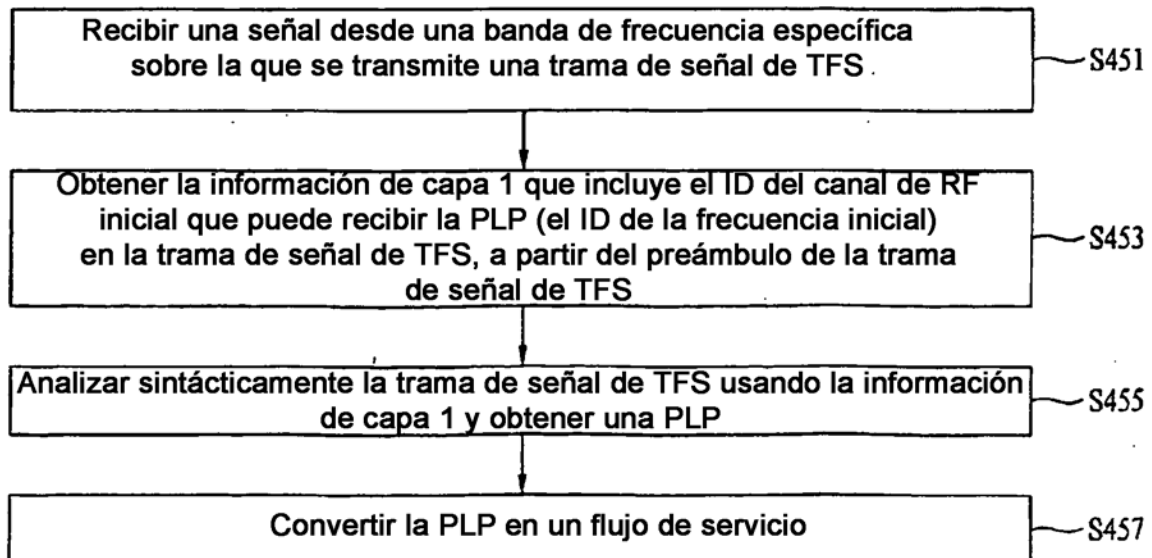 Recibir una señal desde una banda de frecuencia específica
sobre la que se transmite una trama de señal de TFS.
S451
Obtener la información de capa 1 que incluye el ID del canal de RF
inicial que puede recibir la PLP (el ID de la frecuencia inicial)
en la trama de señal de TFS, a partir del preámbulo de la trama
de señal de TFS
S453
Analizar sintácticamente la trama de señal de TFS usando la información
de capa 1 y obtener una PLP
S455
Convertir la PLP en un flujo de servicio
S457